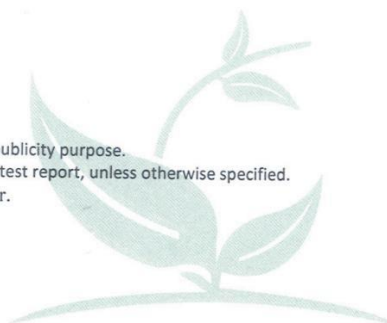 ublicity purpose.
test report, unless otherwise specified.
r.